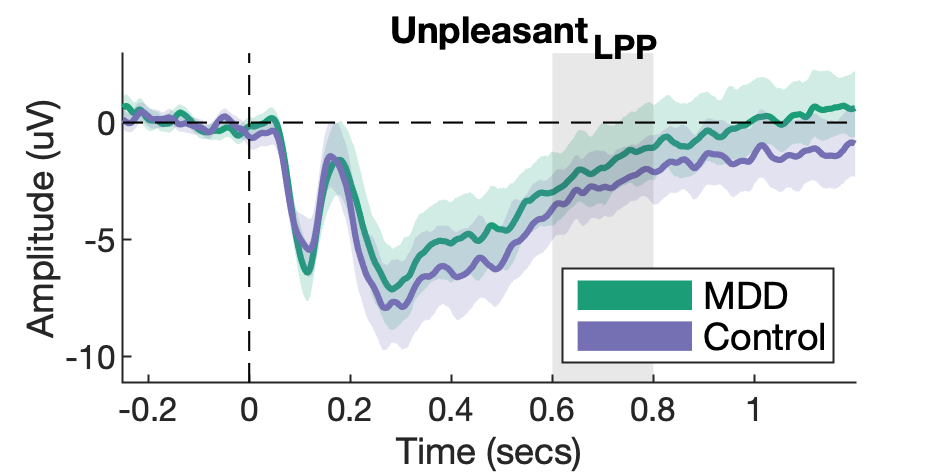 Unpleasant
LPP
Amplitude (uV)
0
-5
-10
MDD
Control
-0.2 0 0.2 0.4 0.6 0.8 1
Time (secs)